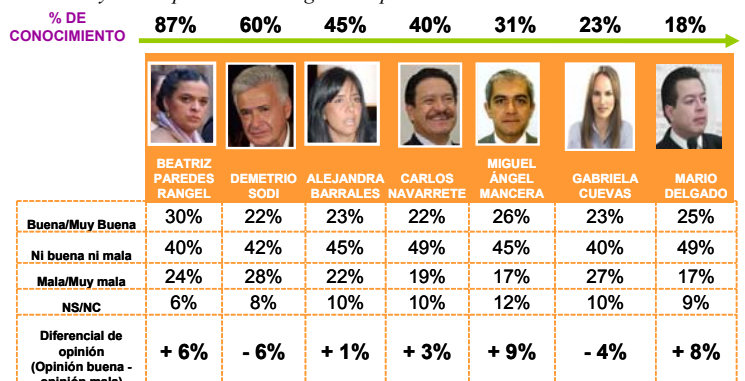 % DE
CONOCIMIENTO
87% 60% 45% 40% 31% 23% 18%
BEATRIZ
PAREDES
RANGEL
DEMETRIO
SODI
ALEJANDRA
BARRALES
CARLOS
NAVARRETE
MIGUEL
ÁNGEL
MANCERA
GABRIELA
CUEVAS
MARIO
DELGADO
Buena/Muy Buena 30% 22% 23% 22% 26% 23% 25%
Ni buena ni mala 40% 42% 45% 49% 45% 40% 49%
Mala/Muy mala 24% 28% 22% 19% 17% 27% 17%
NS/NC 6% 8% 10% 10% 12% 10% 9%
Diferencial de
opinión
(Opinión buena -
opinión mala)
+ 6% - 6% + 1% + 3% + 9% - 4% + 8%